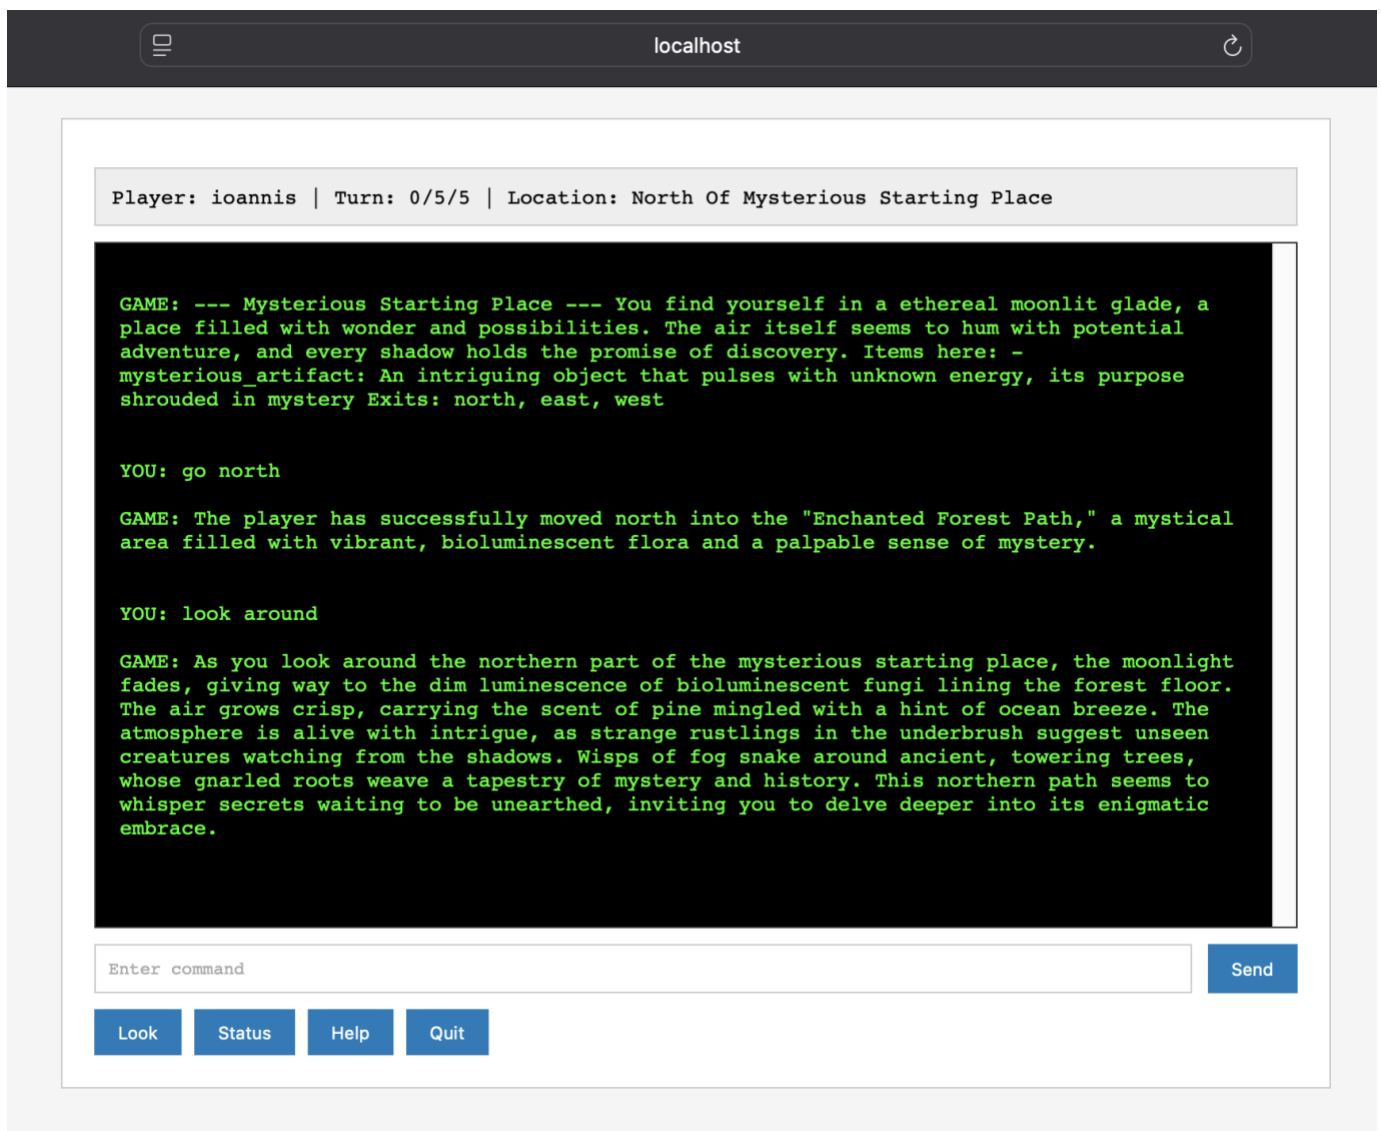 localhost
Player: ioannis | Turn: 0/5/5 | Location: North Of Mysterious Starting Place
GAME: --- Mysterious Starting Place --- You find yourself in a ethereal moonlit glade, a
place filled with wonder and possibilities. The air itself seems to hum with potential
adventure, and every shadow holds the promise of discovery. Items here: -
mysterious_artifact: An intriguing object that pulses with unknown energy, its purpose
shrouded in mystery Exits: north, east, west
YOU: go north
GAME: The player has successfully moved north into the "Enchanted Forest Path," a mystical
area filled with vibrant, bioluminescent flora and a palpable sense of mystery.
YOU: look around
GAME: As you look around the northern part of the mysterious starting place, the moonlight
fades, giving way to the dim luminescence of bioluminescent fungi lining the forest floor.
The air grows crisp, carrying the scent of pine mingled with a hint of ocean breeze. The
atmosphere is alive with intrigue, as strange rustlings in the underbrush suggest unseen
creatures watching from the shadows. Wisps of fog snake around ancient, towering trees,
whose gnarled roots weave a tapestry of mystery and history. This northern path seems to
whisper secrets waiting to be unearthed, inviting you to delve deeper into its enigmatic
embrace.
Enter command
Send
Look
Status
Help
Quit